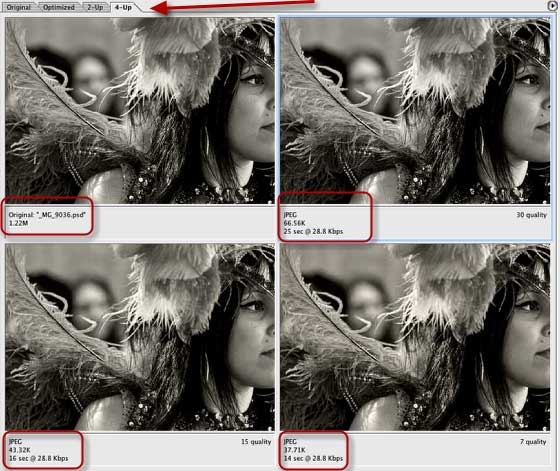 Original Optimized 2-Up 4-Up
Original: "_MG_9036.psd"
1.22M
JPEG 30 quality
66.56K
25 sec @ 28.8 Kbps
JPEG 15 quality
43.32K
16 sec @ 28.8 Kbps
JPEG 7 quality
37.71K
14 sec @ 28.8 Kbps